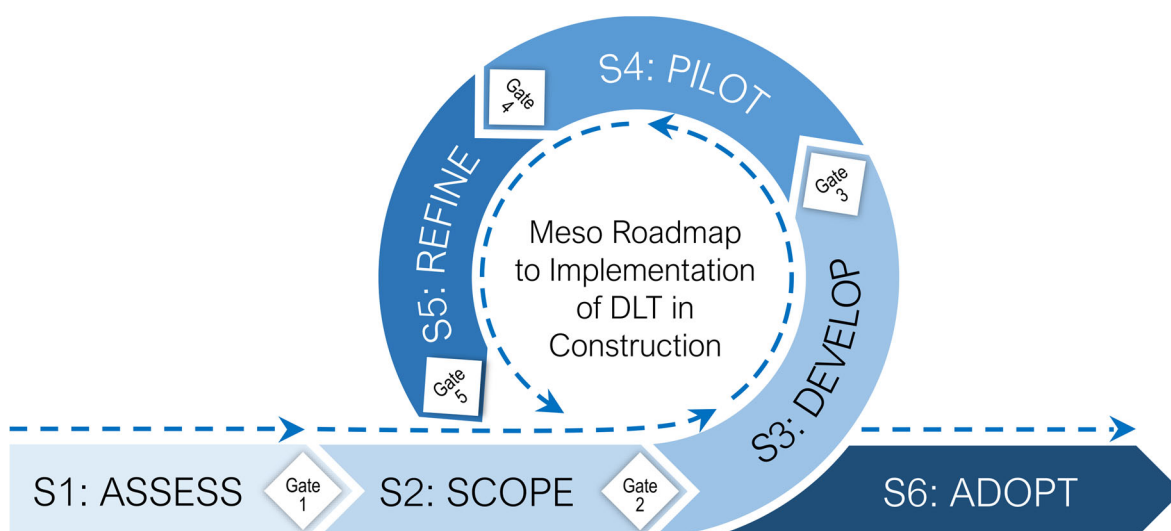 S4: PILOT
Gate
4
Gate
3
S5: REFINE
Meso Roadmap
to Implementation
of DLT in
Construction
S3: DEVELOP
Gate
5
S1: ASSESS
Gate
1
S2: SCOPE
Gate
2
S6: ADOPT